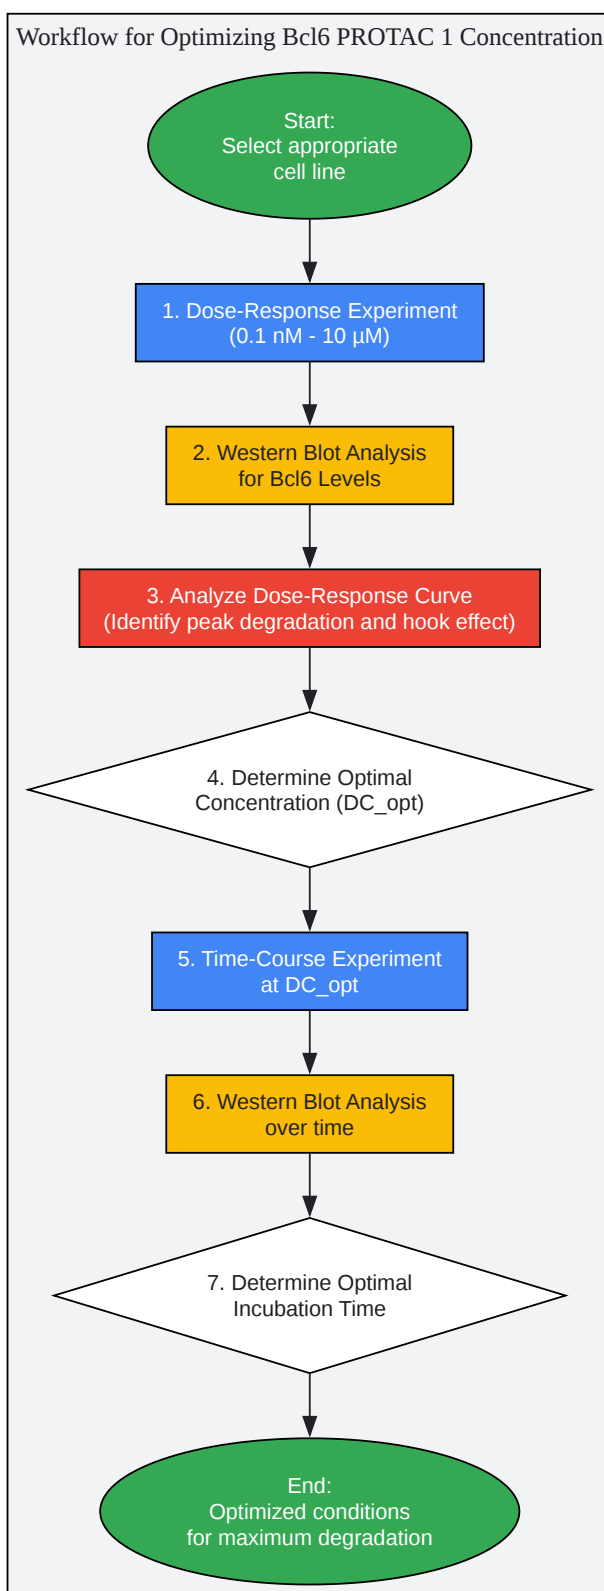 Workflow for Optimizing Bcl6 PROTAC 1 Concentration
Start:
Select appropriate
cell line
1. Dose-Response Experiment
(0.1 nM - 10 µM)
2. Western Blot Analysis
for Bcl6 Levels
3. Analyze Dose-Response Curve
(Identify peak degradation and hook effect)
4. Determine Optimal
Concentration (DC_opt)
5. Time-Course Experiment
at DC_opt
6. Western Blot Analysis
over time
7. Determine Optimal
Incubation Time
End:
Optimized conditions
for maximum degradation